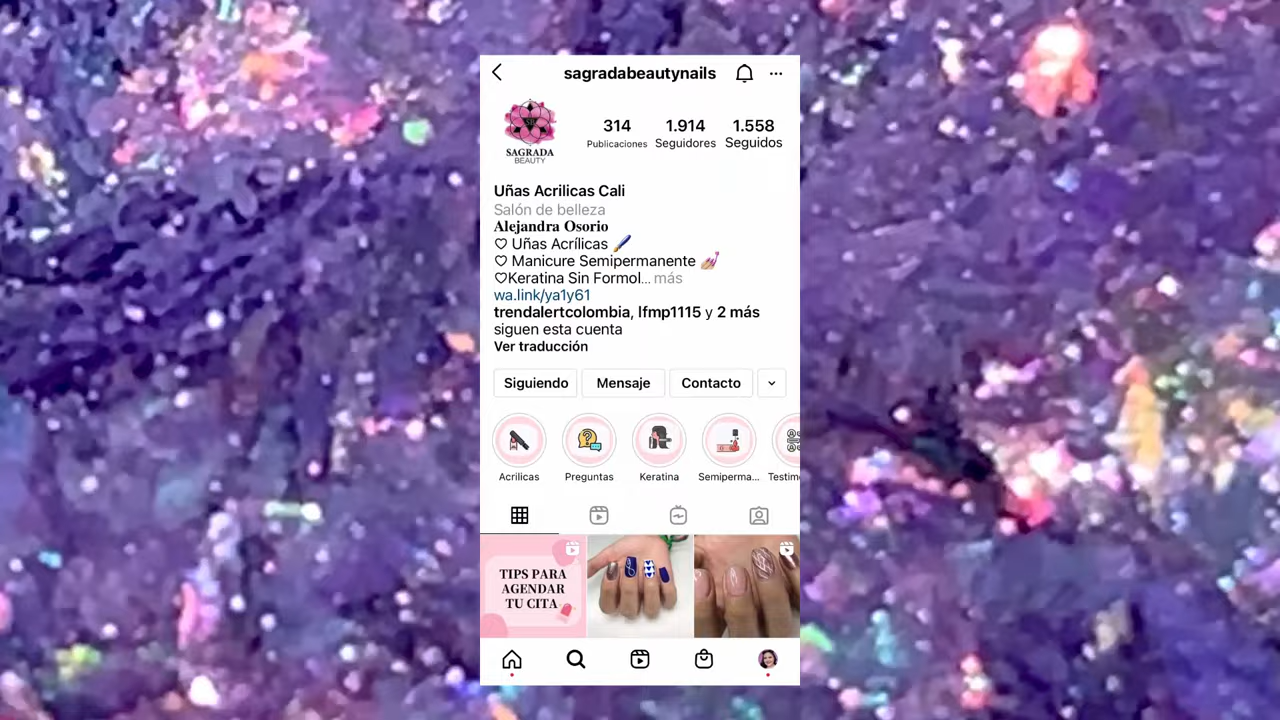 sagradabeautynails
SAGRADA
BEAUTY
314
Publicaciones
1.914
Seguidores
1.558
Seguidos
Uñas Acrilicas Cali
Salón de belleza
Alejandra Osorio
♡ Uñas Acrílicas 🖌️
♡ Manicure Semipermanente 💅
♡Keratina Sin Formol... más
wa.link/ya1y61
trendalertcolombia, lfmp1115 y 2 más
siguen esta cuenta
Ver traducción
Siguiendo Mensaje Contacto
Acrilicas Preguntas Keratina Semiperma... Testim
TIPS PARA
AGENDAR
TU CITA